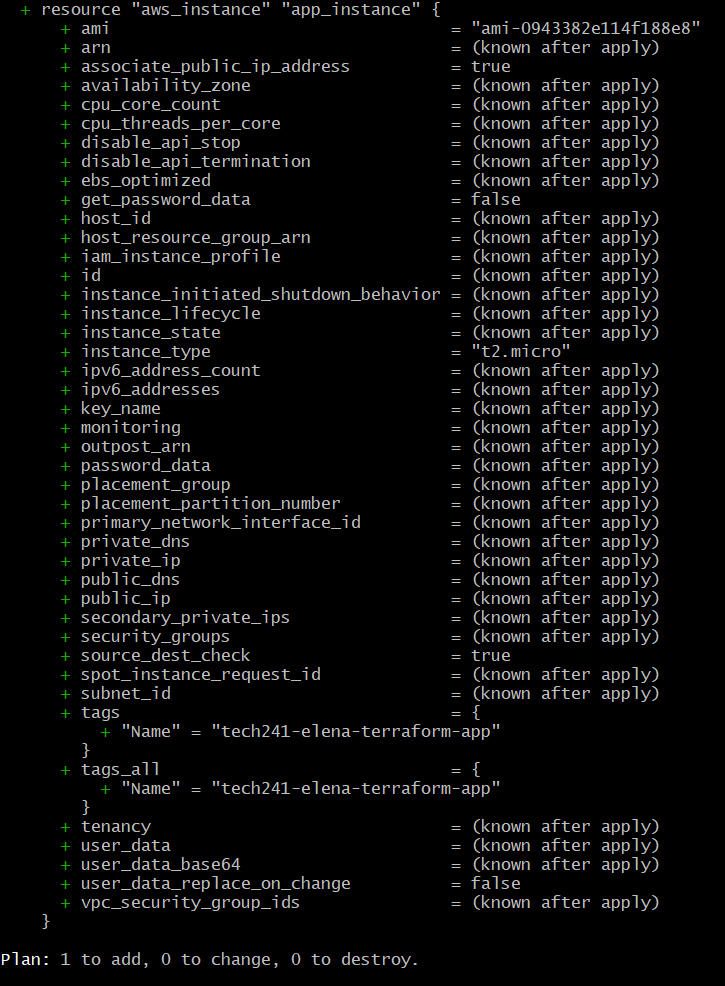 + resource "aws_instance" "app_instance" {
+ ami = "ami-0943382e114f188e8"
+ arn = (known after apply)
+ associate_public_ip_address = true
+ availability_zone = (known after apply)
+ cpu_core_count = (known after apply)
+ cpu_threads_per_core = (known after apply)
+ disable_api_stop = (known after apply)
+ disable_api_termination = (known after apply)
+ ebs_optimized = (known after apply)
+ get_password_data = false
+ host_id = (known after apply)
+ host_resource_group_arn = (known after apply)
+ iam_instance_profile = (known after apply)
+ id = (known after apply)
+ instance_initiated_shutdown_behavior = (known after apply)
+ instance_lifecycle = (known after apply)
+ instance_state = (known after apply)
+ instance_type = "t2.micro"
+ ipv6_address_count = (known after apply)
+ ipv6_addresses = (known after apply)
+ key_name = (known after apply)
+ monitoring = (known after apply)
+ outpost_arn = (known after apply)
+ password_data = (known after apply)
+ placement_group = (known after apply)
+ placement_partition_number = (known after apply)
+ primary_network_interface_id = (known after apply)
+ private_dns = (known after apply)
+ private_ip = (known after apply)
+ public_dns = (known after apply)
+ public_ip = (known after apply)
+ secondary_private_ips = (known after apply)
+ security_groups = (known after apply)
+ source_dest_check = true
+ spot_instance_request_id = (known after apply)
+ subnet_id = (known after apply)
+ tags = {
+ "Name" = "tech241-elena-terraform-app"
}
+ tags_all = {
+ "Name" = "tech241-elena-terraform-app"
}
+ tenancy = (known after apply)
+ user_data = (known after apply)
+ user_data_base64 = (known after apply)
+ user_data_replace_on_change = false
+ vpc_security_group_ids = (known after apply)
}
Plan: 1 to add, 0 to change, 0 to destroy.